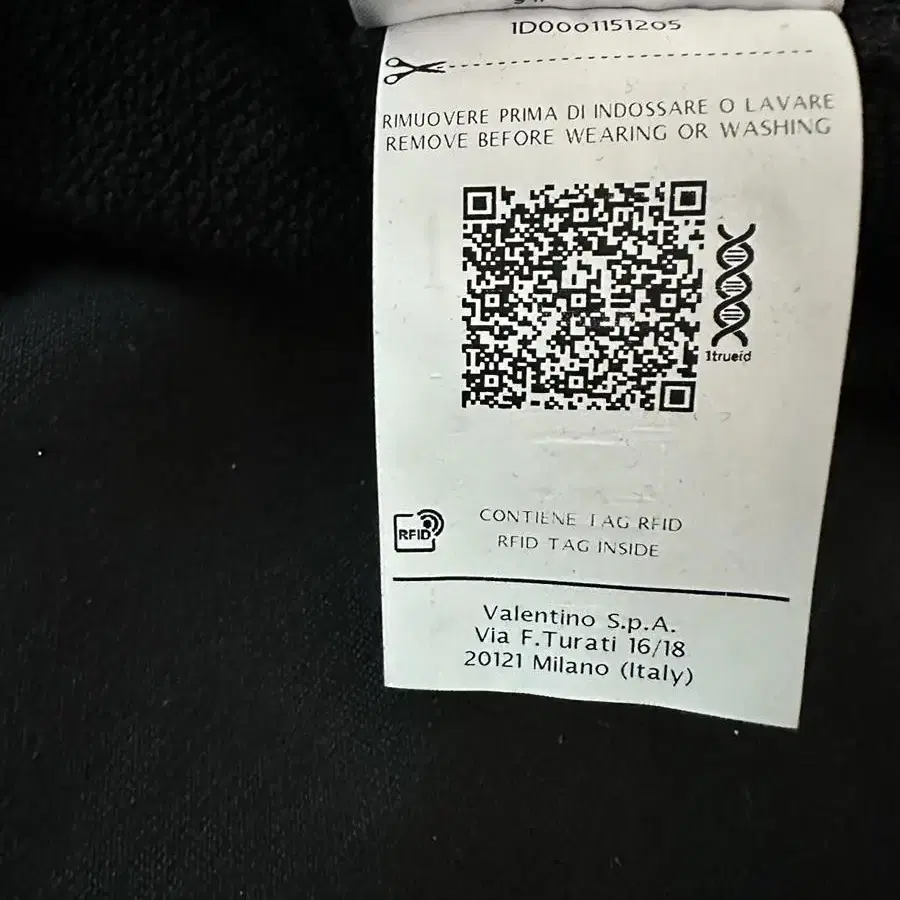 1D0001151205
RIMUOVERE PRIMA DI INDOSSARE O LAVARE
REMOVE BEFORE WEARING OR WASHING
1trueid
RFID
CONTIENE TAG RFID
RFID TAG INSIDE
Valentino S.p.A.
Via F.Turati 16/18
20121 Milano (Italy)